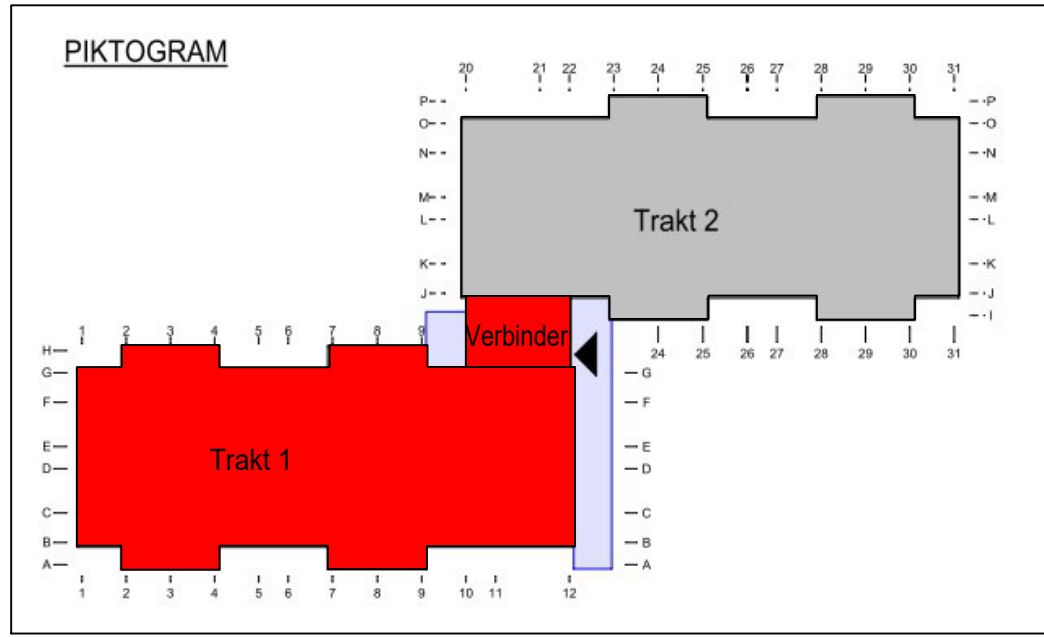 PIKTOGRAM
20 21 22 23 24 25 26 27 28 29 30 31
P P
O O
N N
M M
L L
Trakt 2
K K
J J
I
1 2 3 4 5 6 7 8 9
Verbinder
24 25 26 27 28 29 30 31
H
G G
F F
E E
Trakt 1
D D
C C
B B
A A
1 2 3 4 5 6 7 8 9 10 11 12